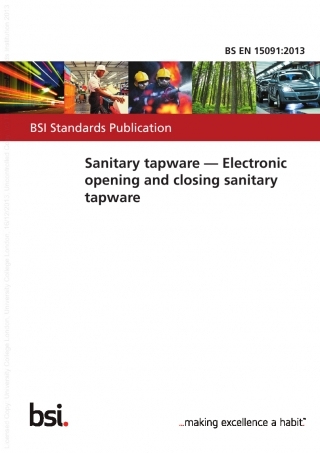 BS EN 15091:2013
BSI Standards Publication
Sanitary tapware — Electronic
opening and closing sanitary
tapware
bsi.
...making excellence a habit.™